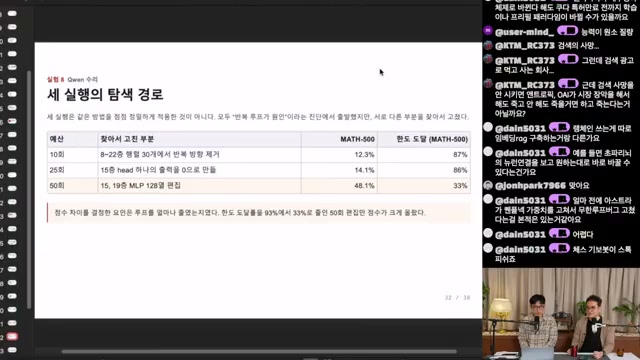 실험 8 Qwen 수리
세 실행의 탐색 경로
세 실행은 같은 방법을 점점 정밀하게 적용한 것이 아니다. 모두 "반복 루프가 원인"이라는 진단에서 출발했지만, 서로 다른 부분을 찾아서 고쳤다.
예산 찾아서 고친 부분 MATH-500 한도 도달 (MATH-500)
10회 8~22층 행렬 30개에서 반복 방향 제거 12.3% 87%
25회 15층 head 하나의 출력을 0으로 만듦 14.1% 86%
50회 15, 19층 MLP 128열 편집 48.1% 33%
점수 차이를 결정한 요인은 루프를 얼마나 줄였는지였다. 한도 도달률을 93%에서 33%로 줄인 50회 편집만 점수가 크게 올랐다.
32 / 38
체제로 바뀐다 해도 쿠다 특허만료 전까지 학습
이나 프리필 패러다임이 바뀔 수가 있을까요
@user-mind_ 능력이 원소 질량
@KTM_RC373 검색의 사망...
@KTM_RC373 그런데 검색 광고
로 먹고 사는 회사...
@KTM_RC373 근데 검색 사망을
안 시키면 앤트로픽, OAI가 시장 장악을 해서
해도 죽고 안 해도 죽을거면 하고 죽는다는거
아닐까요?
@dain5031 랭체인 쓰는게 따로
임베딩rag 구축하는거랑 다른가요
@dain5031 예를 들면 초파리뇌
의 뉴런연결을 보고 원하는대로 바로 바꿀 수
있다는건가요
@jonhpark7966 맞아요
@dain5031 얼마 전에 아스트라
가 젠플넷 가중치를 고쳐서 무한루프버그 고쳤
다는걸 본적은 있는거같아요
@dain5031 어렵다
@dain5031 체스 기보봇이 스톡
피쉬죠